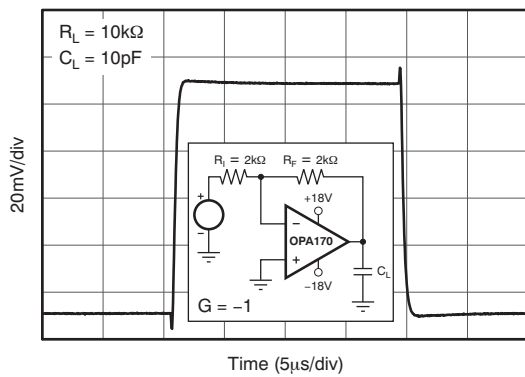 R_L = 10kΩ
C_L = 10pF
20mV/div
R_I = 2kΩ
R_F = 2kΩ
+
−
+18V
−
OPA170
+
−18V
C_L
G = −1
Time (5μs/div)